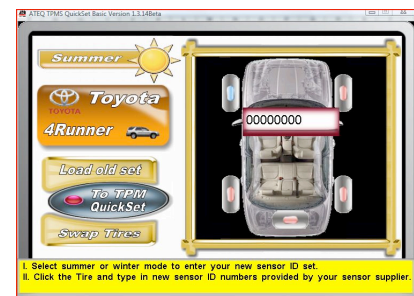 ATEQ TPMS QuickSet Basic Version 1.3.14Beta
Summer
Toyota
TOYOTA
4Runner
00000000
Load old set
To TPM
QuickSet
Swap Tires
I. Select summer or winter mode to enter your new sensor ID set.
II. Click the Tire and type in new sensor ID numbers provided by your sensor supplier.